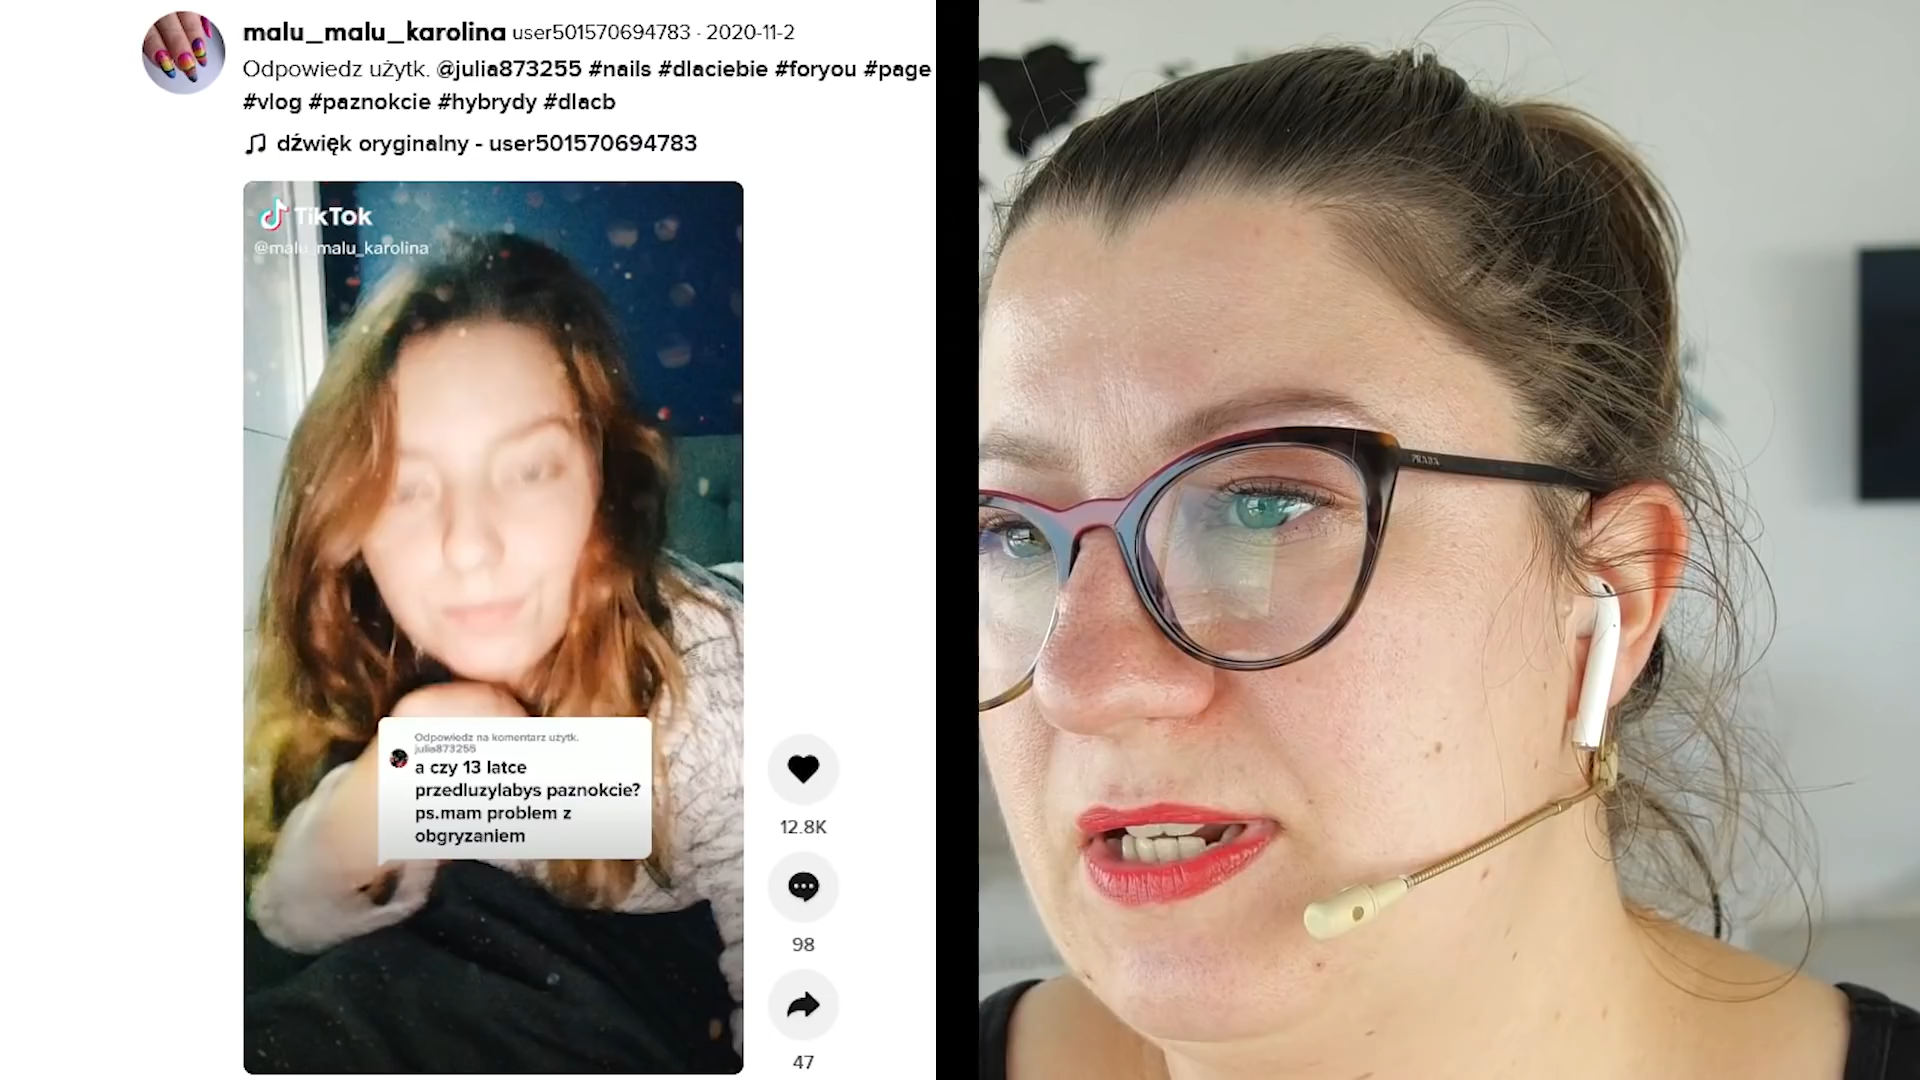 malu_malu_karolina user501570694783 · 2020-11-2
Odpowiedz użytk. @julia873255 #nails #dlaciebie #foryou #page
#vlog #paznokcie #hybrydy #dlacb
dźwięk oryginalny - user501570694783
TikTok
@malu_malu_karolina
Odpowiedz na komentarz użytk.
julia873255
a czy 13 latce
przedluzylabys paznokcie?
ps.mam problem z
obgryzaniem
12.8K
98
47
PRADA